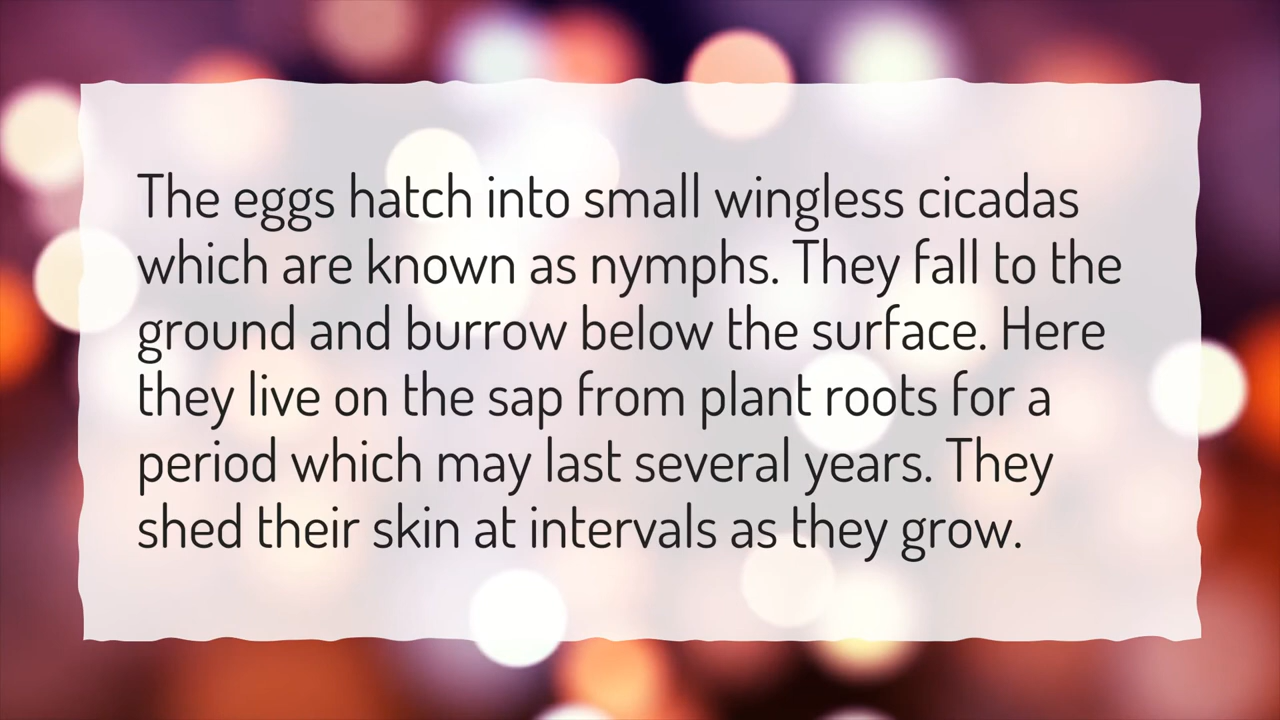 The eggs hatch into small wingless cicadas
which are known as nymphs. They fall to the
ground and burrow below the surface. Here
they live on the sap from plant roots for a
period which may last several years. They
shed their skin at intervals as they grow.